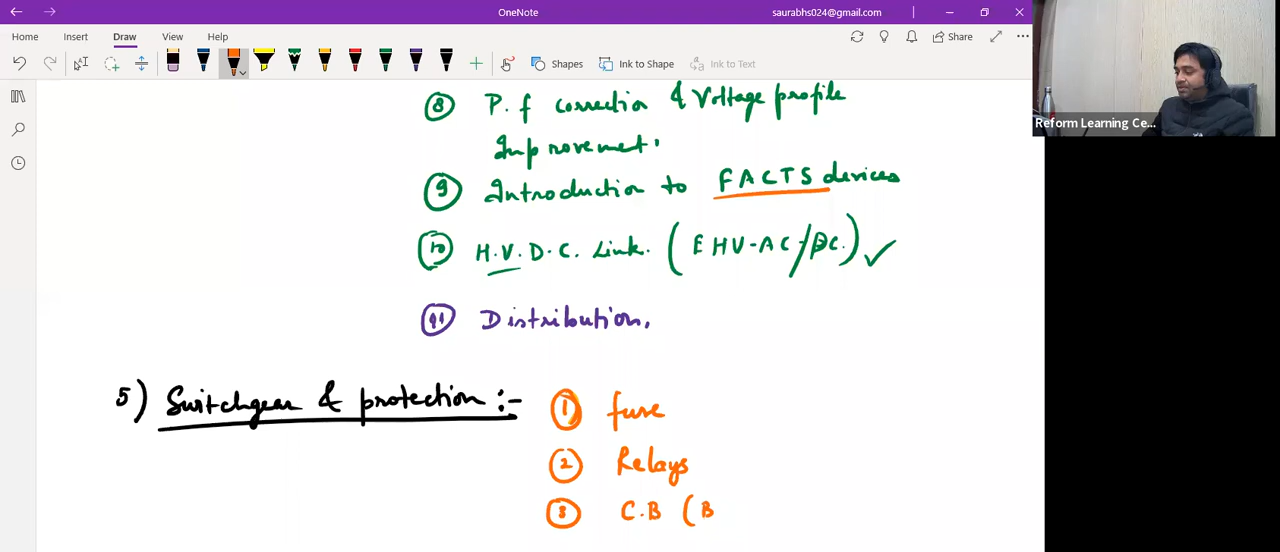 OneNote
saurabhs024@gmail.com
Home Insert Draw View Help
Share
Shapes Ink to Shape Ink to Text
Reform Learning Ce...
8 P.f correction & Voltage profile
Improvemet.
9 Introduction to FACTS devices
10 H.V.D.C. Link. (EHV-AC/DC.) ✓
11 Distribution.
5) Switchgear & protection :-
1 fuse
2 Relays
3 C.B (B